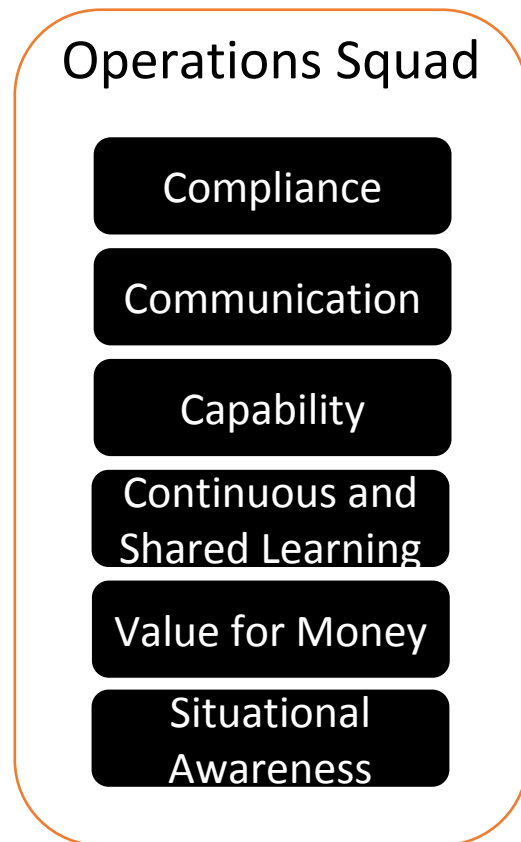 Operations Squad
Compliance
Communication
Capability
Continuous and
Shared Learning
Value for Money
Situational
Awareness